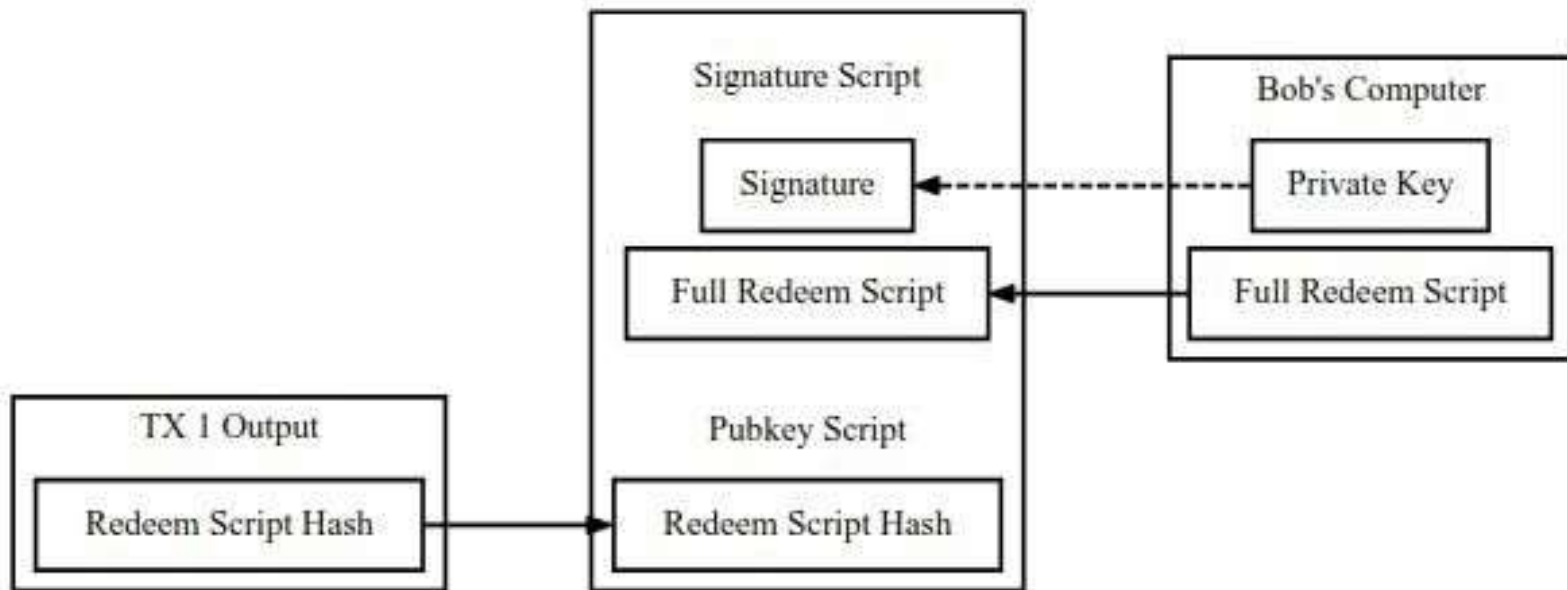 Signature Script
Signature
Full Redeem Script
Pubkey Script
Redeem Script Hash
Bob's Computer
Private Key
Full Redeem Script
TX 1 Output
Redeem Script Hash